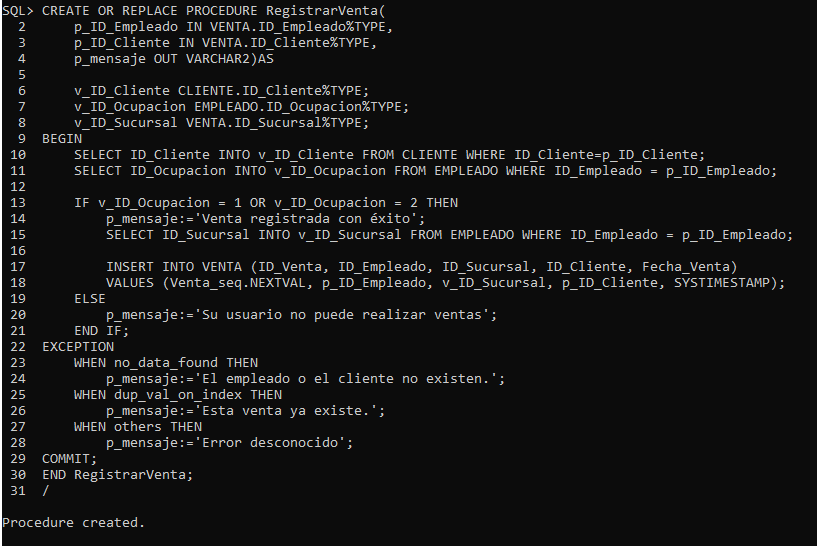 SQL> CREATE OR REPLACE PROCEDURE RegistrarVenta(
  2      p_ID_Empleado IN VENTA.ID_Empleado%TYPE,
  3      p_ID_Cliente IN VENTA.ID_Cliente%TYPE,
  4      p_mensaje OUT VARCHAR2)AS
  5
  6      v_ID_Cliente CLIENTE.ID_Cliente%TYPE;
  7      v_ID_Ocupacion EMPLEADO.ID_Ocupacion%TYPE;
  8      v_ID_Sucursal VENTA.ID_Sucursal%TYPE;
  9  BEGIN
 10      SELECT ID_Cliente INTO v_ID_Cliente FROM CLIENTE WHERE ID_Cliente=p_ID_Cliente;
 11      SELECT ID_Ocupacion INTO v_ID_Ocupacion FROM EMPLEADO WHERE ID_Empleado = p_ID_Empleado;
 12
 13      IF v_ID_Ocupacion = 1 OR v_ID_Ocupacion = 2 THEN
 14          p_mensaje:='Venta registrada con éxito';
 15          SELECT ID_Sucursal INTO v_ID_Sucursal FROM EMPLEADO WHERE ID_Empleado = p_ID_Empleado;
 16
 17          INSERT INTO VENTA (ID_Venta, ID_Empleado, ID_Sucursal, ID_Cliente, Fecha_Venta)
 18          VALUES (Venta_seq.NEXTVAL, p_ID_Empleado, v_ID_Sucursal, p_ID_Cliente, SYSTIMESTAMP);
 19      ELSE
 20          p_mensaje:='Su usuario no puede realizar ventas';
 21      END IF;
 22  EXCEPTION
 23      WHEN no_data_found THEN
 24          p_mensaje:='El empleado o el cliente no existen.';
 25      WHEN dup_val_on_index THEN
 26          p_mensaje:='Esta venta ya existe.';
 27      WHEN others THEN
 28          p_mensaje:='Error desconocido';
 29  COMMIT;
 30  END RegistrarVenta;
 31  /
Procedure created.